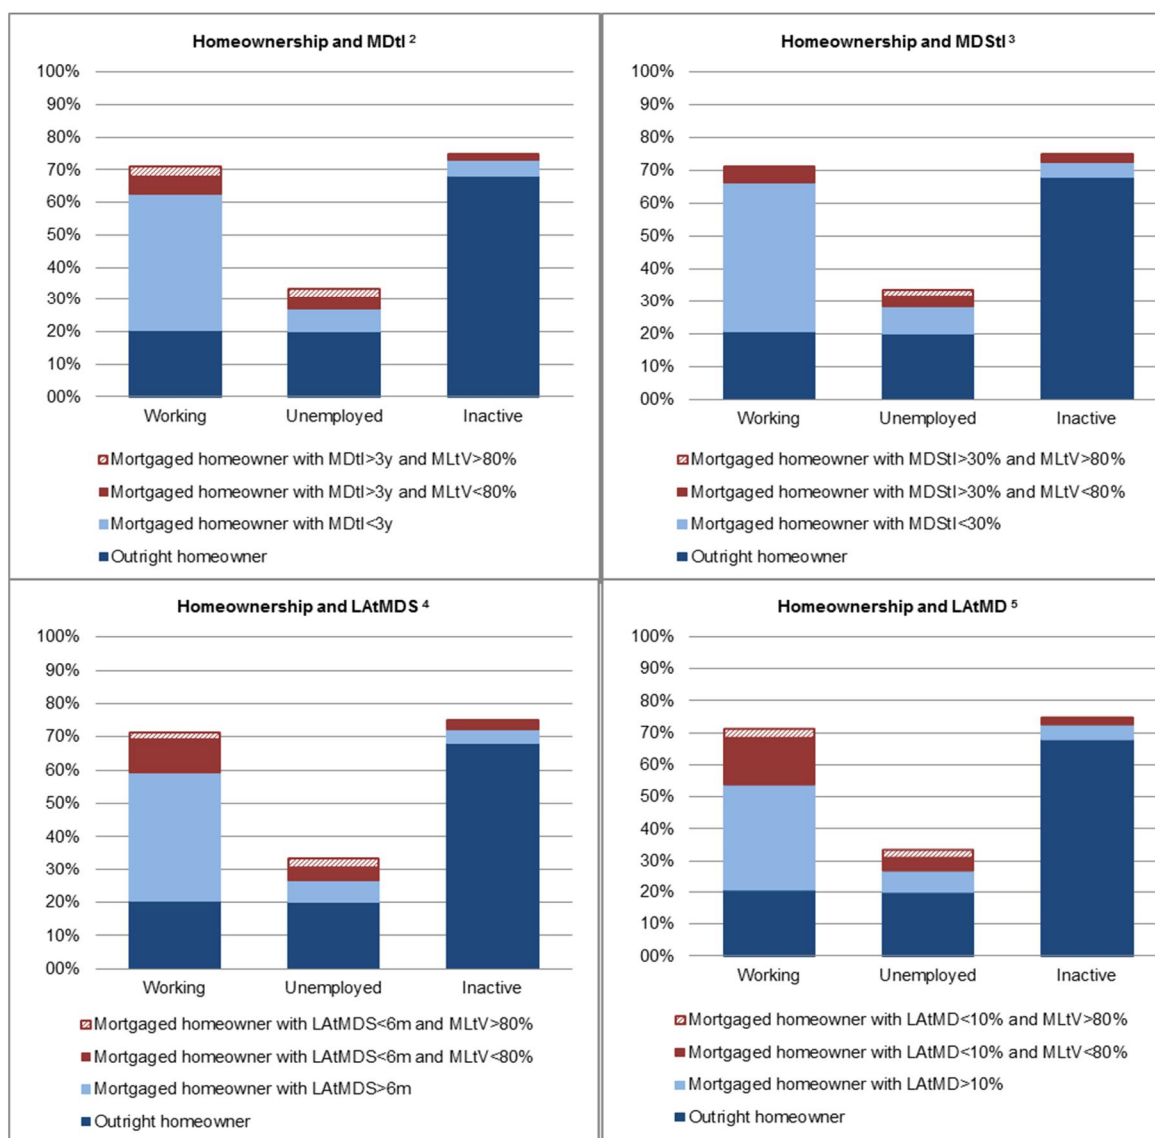 Homeownership and MDtI ²
100%
90%
80%
70%
60%
50%
40%
30%
20%
10%
00%
Working Unemployed Inactive
Mortgaged homeowner with MDtI>3y and MLtV>80%
Mortgaged homeowner with MDtI>3y and MLtV<80%
Mortgaged homeowner with MDtI<3y
Outright homeowner
Homeownership and MDStI ³
100%
90%
80%
70%
60%
50%
40%
30%
20%
10%
00%
Working Unemployed Inactive
Mortgaged homeowner with MDStI>30% and MLtV>80%
Mortgaged homeowner with MDStI>30% and MLtV<80%
Mortgaged homeowner with MDStI<30%
Outright homeowner
Homeownership and LAtMDS ⁴
100%
90%
80%
70%
60%
50%
40%
30%
20%
10%
00%
Working Unemployed Inactive
Mortgaged homeowner with LAtMDS<6m and MLtV>80%
Mortgaged homeowner with LAtMDS<6m and MLtV<80%
Mortgaged homeowner with LAtMDS>6m
Outright homeowner
Homeownership and LAtMD ⁵
100%
90%
80%
70%
60%
50%
40%
30%
20%
10%
00%
Working Unemployed Inactive
Mortgaged homeowner with LAtMD<10% and MLtV>80%
Mortgaged homeowner with LAtMD<10% and MLtV<80%
Mortgaged homeowner with LAtMD>10%
Outright homeowner